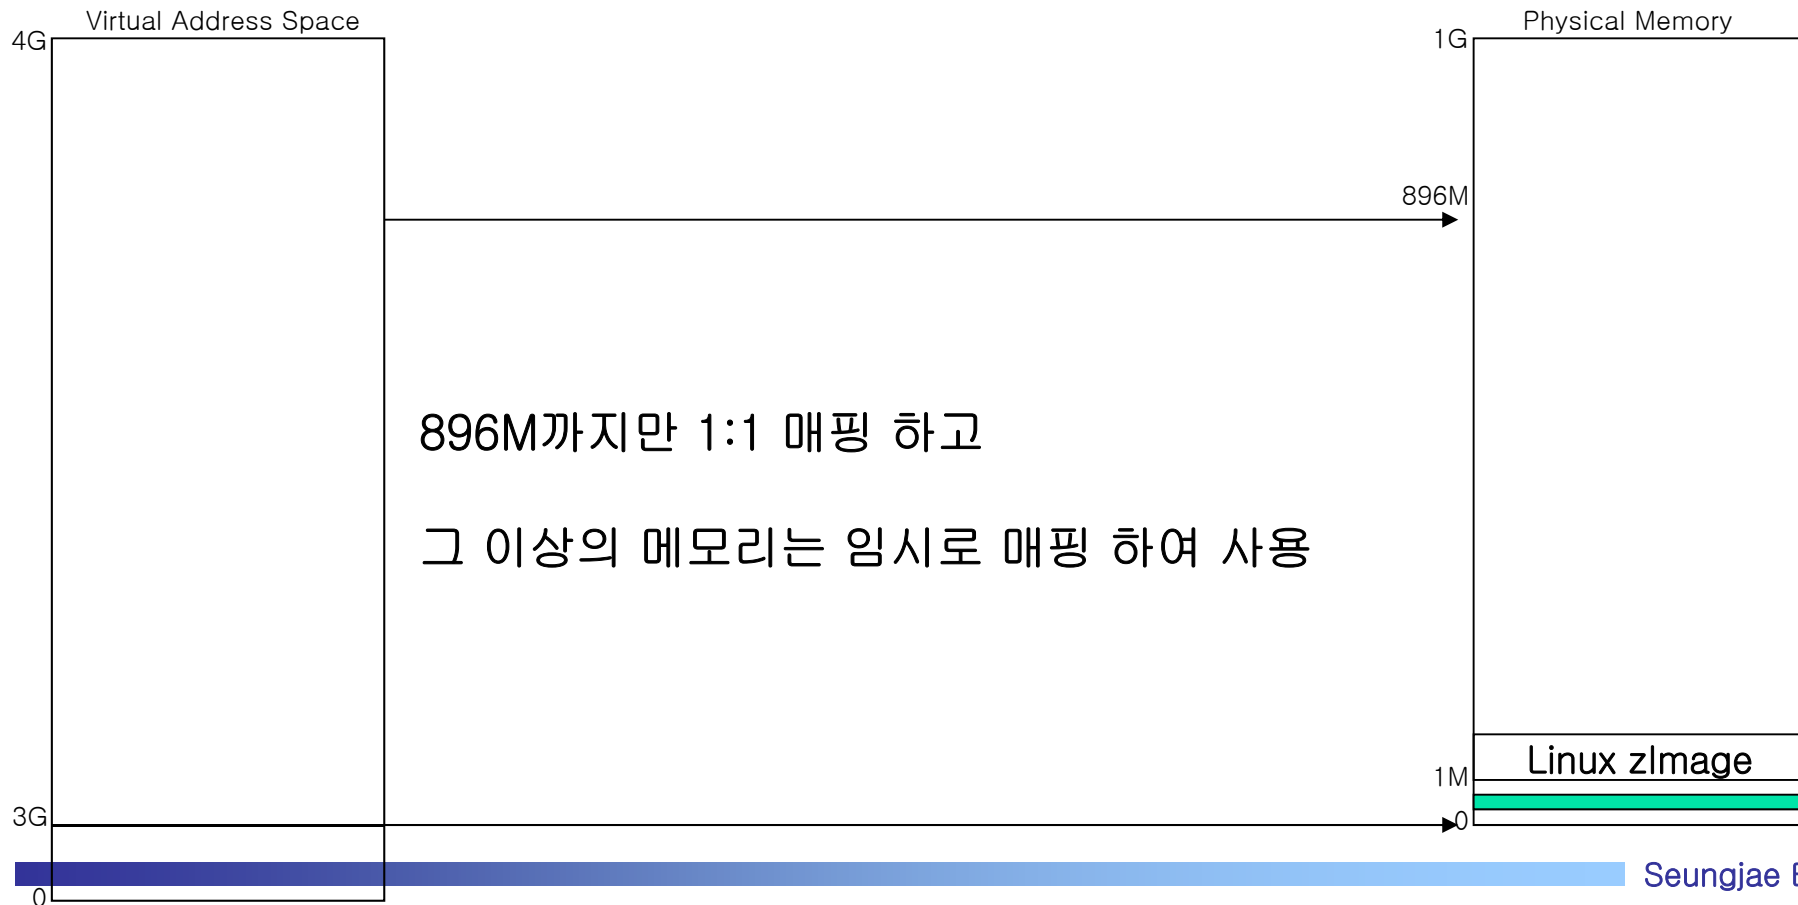 Virtual Address Space
Physical Memory
4G
1G
896M
896M까지만 1:1 매핑 하고
그 이상의 메모리는 임시로 매핑 하여 사용
Linux zImage
1M
3G
0
Seungjae
0